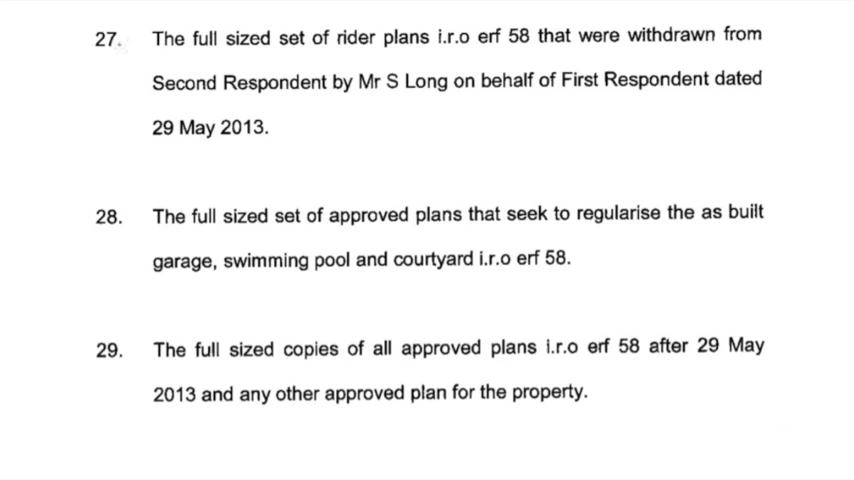 27. The full sized set of rider plans i.r.o erf 58 that were withdrawn from
Second Respondent by Mr S Long on behalf of First Respondent dated
29 May 2013.
28. The full sized set of approved plans that seek to regularise the as built
garage, swimming pool and courtyard i.r.o erf 58.
29. The full sized copies of all approved plans i.r.o erf 58 after 29 May
2013 and any other approved plan for the property.